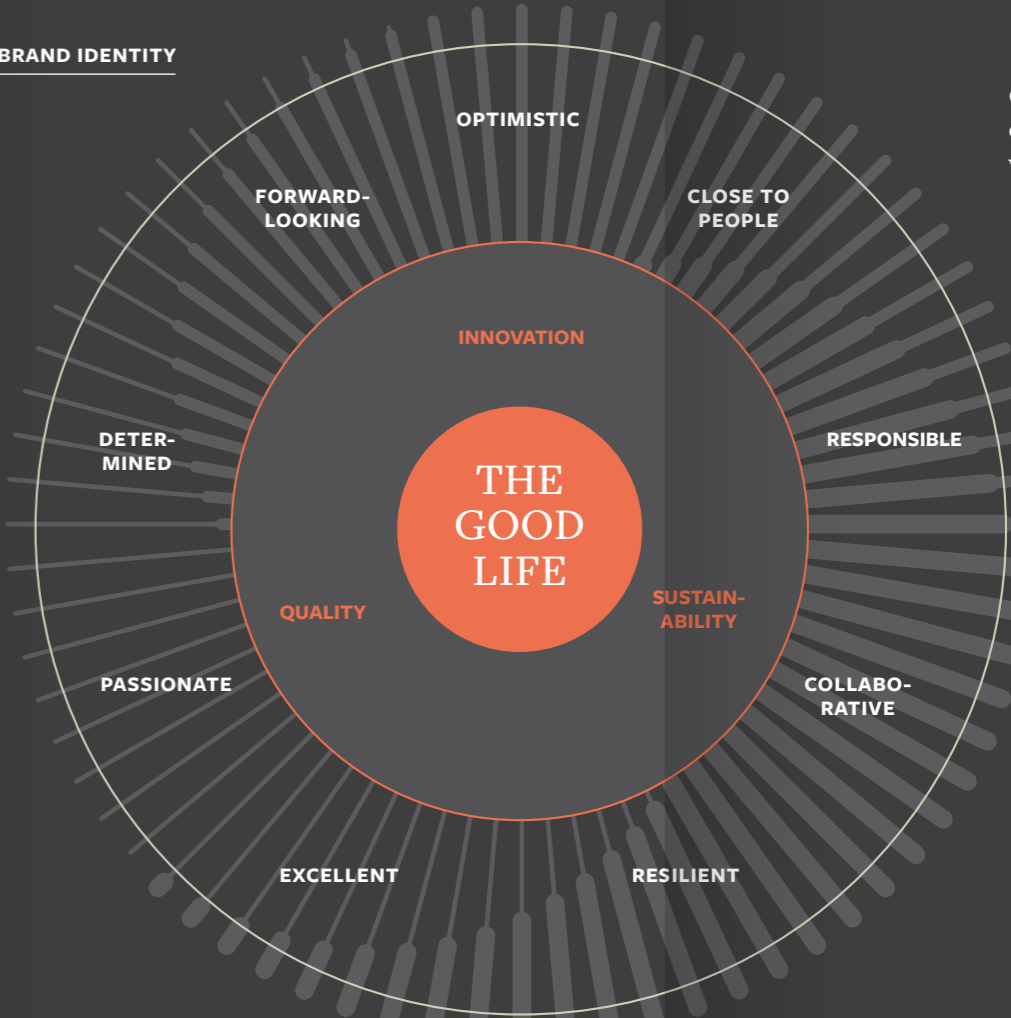 BRAND IDENTITY
OPTIMISTIC
FORWARD-
LOOKING
CLOSE TO
PEOPLE
INNOVATION
DETER-
MINED
RESPONSIBLE
THE
GOOD
LIFE
QUALITY
SUSTAIN-
ABILITY
PASSIONATE
COLLABO-
RATIVE
EXCELLENT
RESILIENT